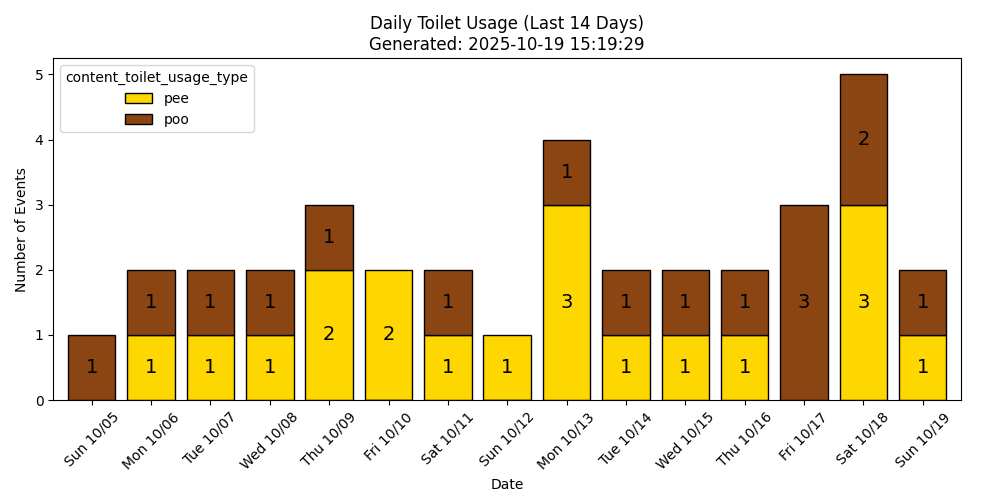 Daily Toilet Usage (Last 14 Days)
Generated: 2025-10-19 15:19:29
content_toilet_usage_type
pee
poo
Number of Events
5
4
3
2
1
0
1
1
1
1
1
1
1
2
1
2
1
1
1
1
3
1
1
1
1
1
1
3
2
3
1
1
Sun 10/05
Mon 10/06
Tue 10/07
Wed 10/08
Thu 10/09
Fri 10/10
Sat 10/11
Sun 10/12
Mon 10/13
Tue 10/14
Wed 10/15
Thu 10/16
Fri 10/17
Sat 10/18
Sun 10/19
Date